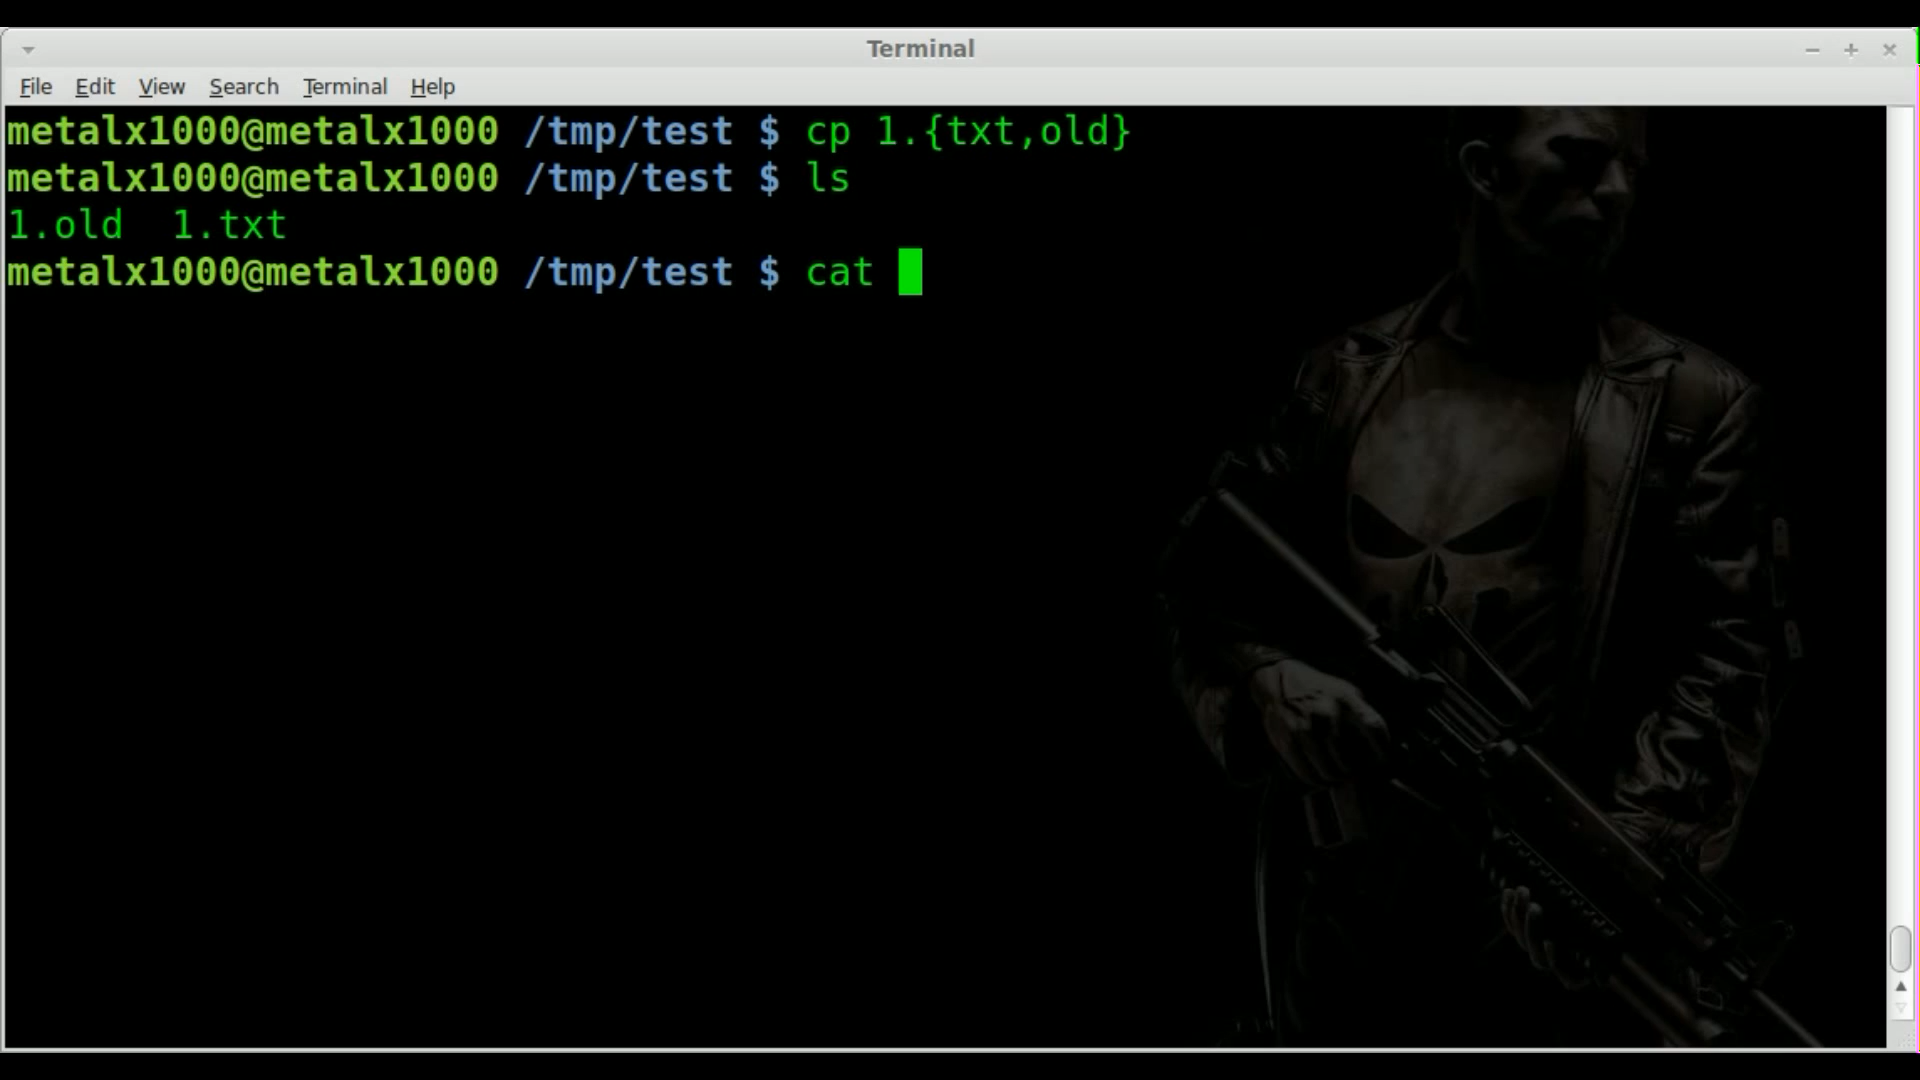 Terminal
File Edit View Search Terminal Help
metalx1000@metalx1000 /tmp/test $ cp 1.{txt,old}
metalx1000@metalx1000 /tmp/test $ ls
1.old  1.txt
metalx1000@metalx1000 /tmp/test $ cat